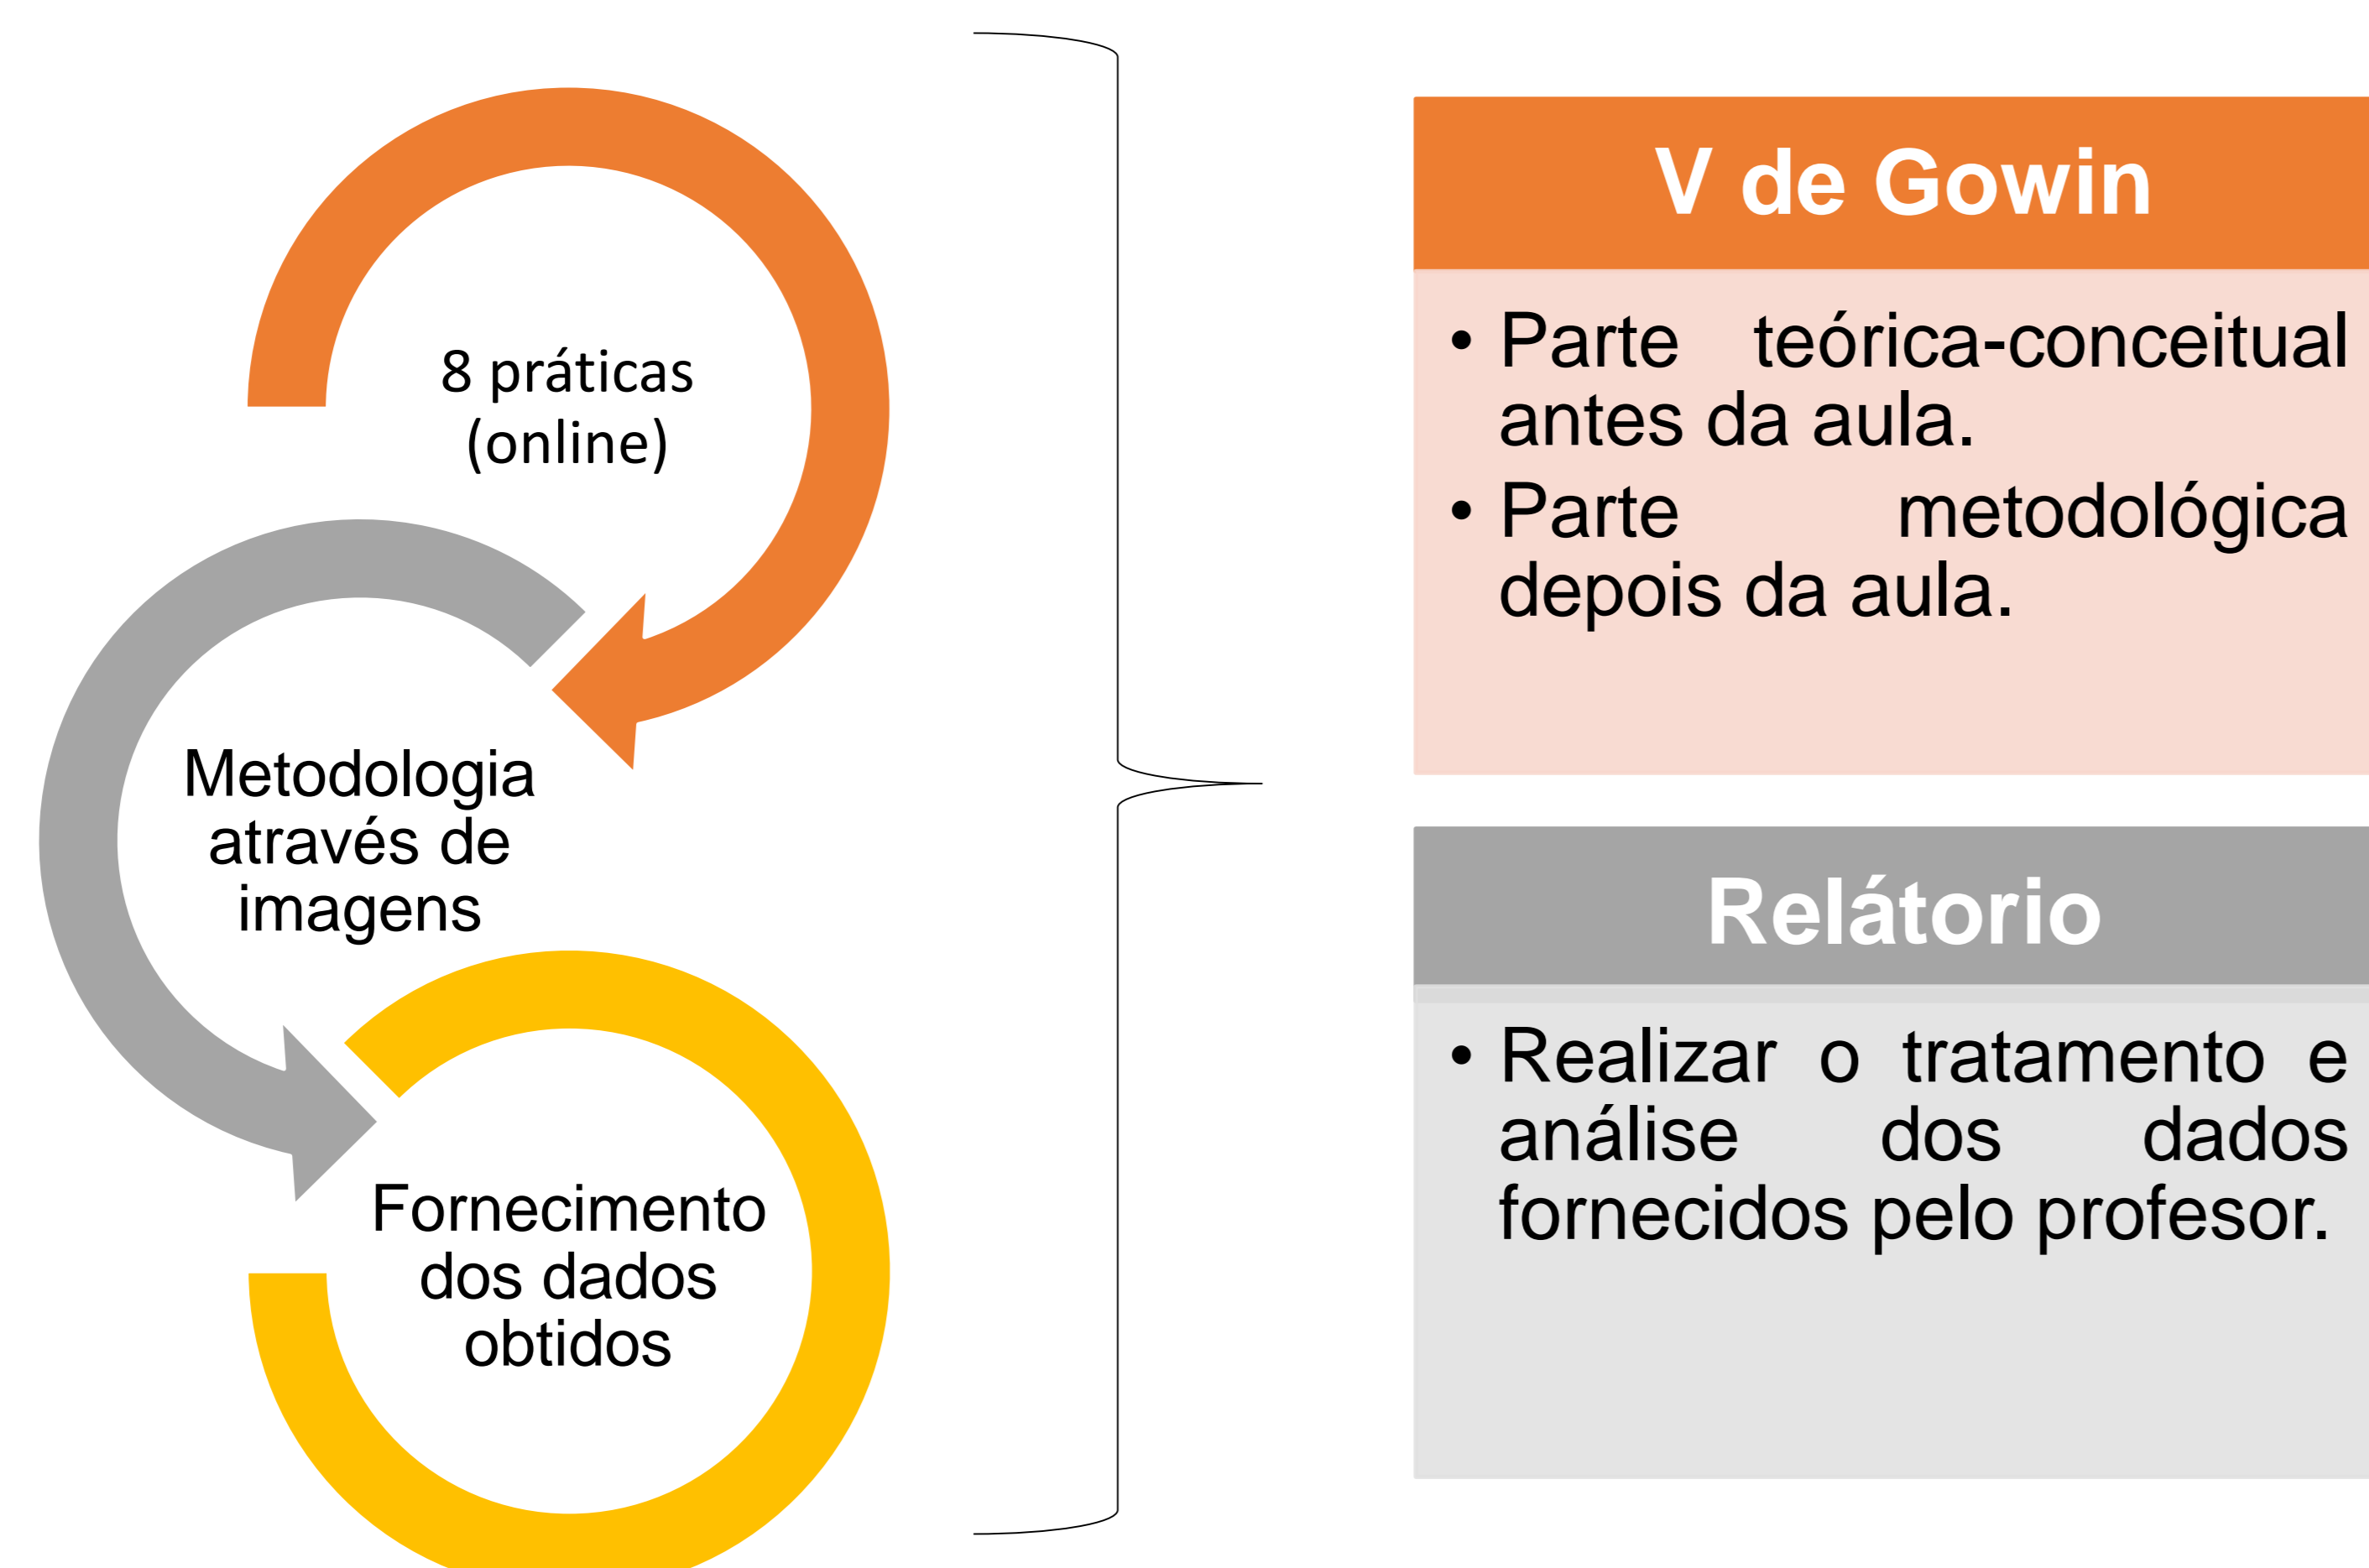 8 práticas
(online)
Metodologia
através de
imagens
Fornecimento
dos dados
obtidos
V de Gowin
• Parte teórica-conceitual
antes da aula.
• Parte metodológica
depois da aula.
Relátorio
• Realizar o tratamento e
análise dos dados
fornecidos pelo profesor.